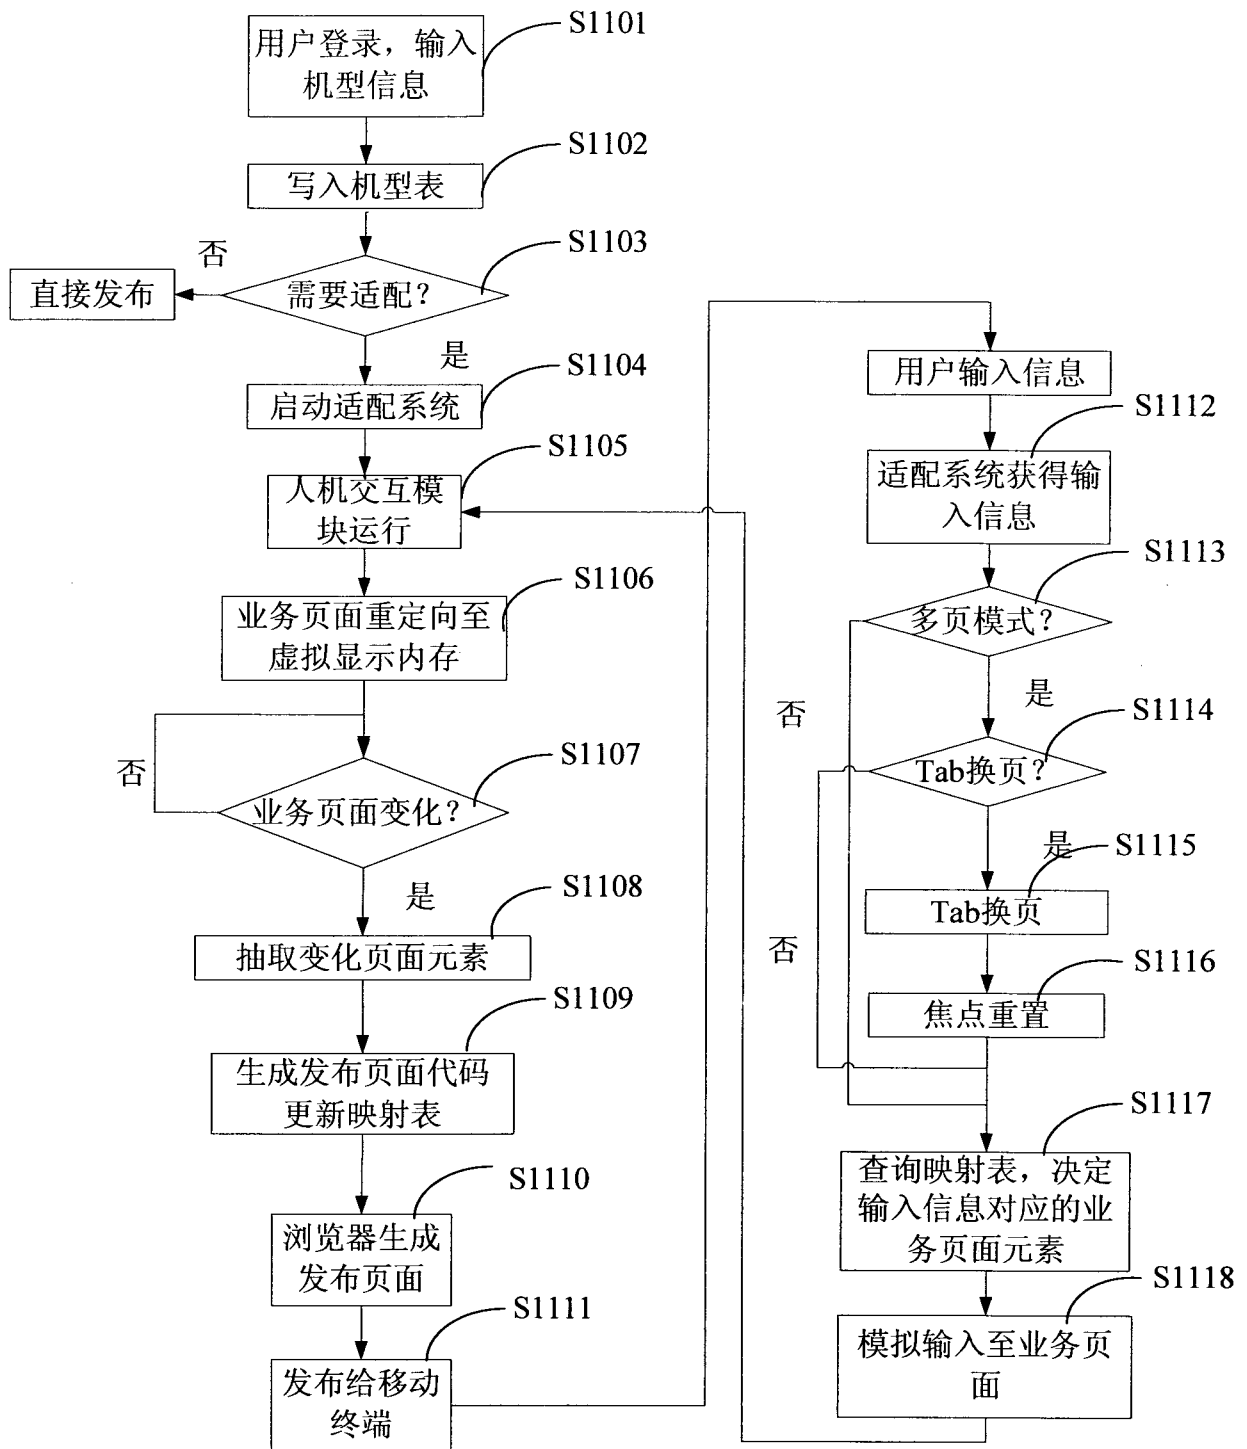 S1101
用户登录，输入
机型信息
S1102
写入机型表
S1103
否
直接发布
需要适配？
是
S1104
启动适配系统
S1105
人机交互模
块运行
S1106
业务页面重定向至
虚拟显示内存
S1107
否
业务页面变化？
是
S1108
抽取变化页面元素
S1109
生成发布页面代码
更新映射表
S1110
浏览器生成
发布页面
S1111
发布给移动
终端
用户输入信息
S1112
适配系统获得输
入信息
S1113
多页模式？
否
是
S1114
Tab换页？
是
S1115
Tab换页
否
S1116
焦点重置
S1117
查询映射表，决定
输入信息对应的业
务页面元素
S1118
模拟输入至业务页
面